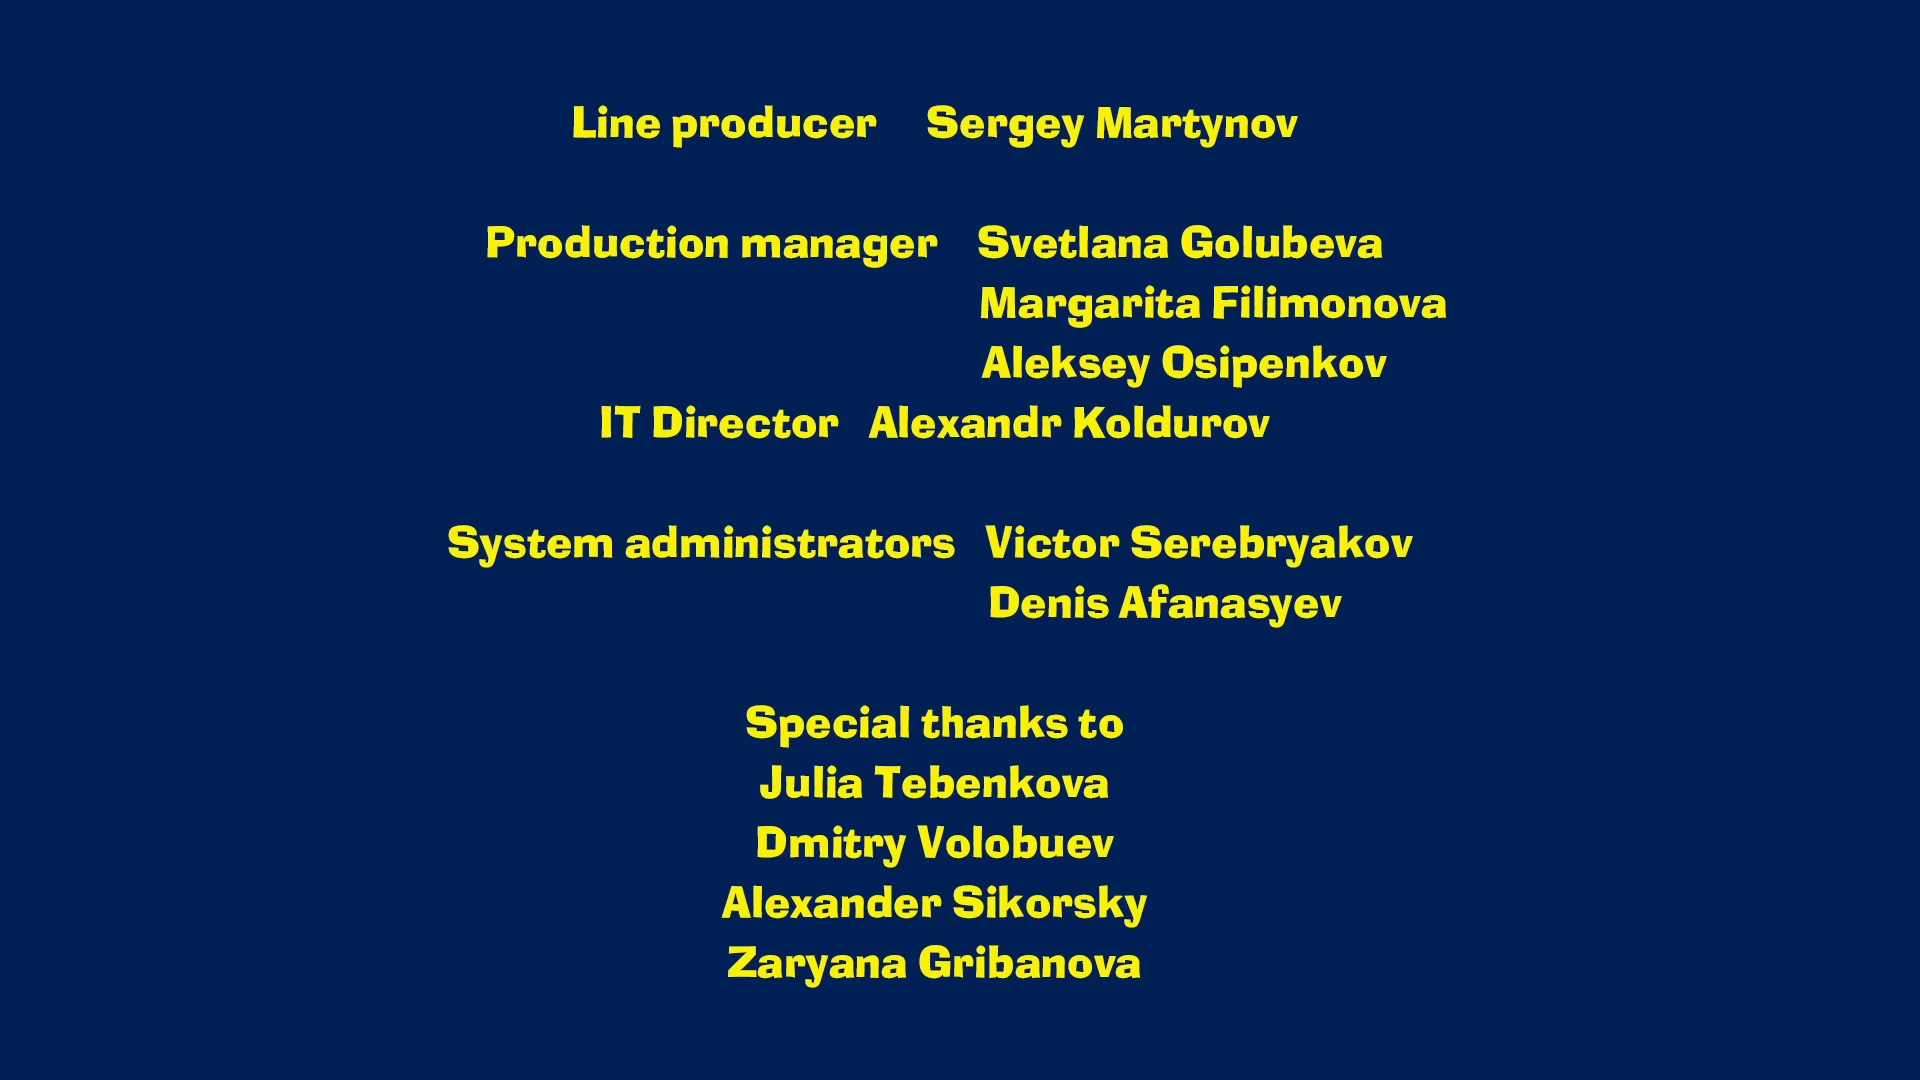 Line producer Sergey Martynov
Production manager Svetlana Golubeva
Margarita Filimonova
Aleksey Osipenkov
IT Director Alexandr Koldurov
System administrators Victor Serebryakov
Denis Afanasyev
Special thanks to
Julia Tebenkova
Dmitry Volobuev
Alexander Sikorsky
Zaryana Gribanova